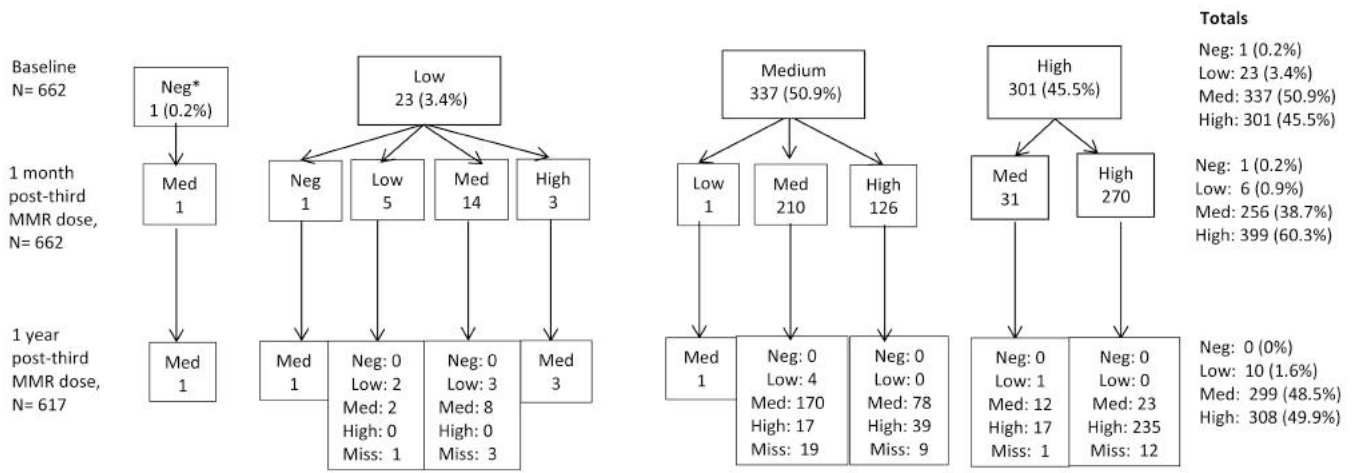 Baseline
N= 662
Neg*
1 (0.2%)
Low
23 (3.4%)
Medium
337 (50.9%)
High
301 (45.5%)
Totals
Neg: 1 (0.2%)
Low: 23 (3.4%)
Med: 337 (50.9%)
High: 301 (45.5%)
1 month
post-third
MMR dose,
N= 662
Med
1
Neg
1
Low
5
Med
14
High
3
Low
1
Med
210
High
126
Med
31
High
270
Neg: 1 (0.2%)
Low: 6 (0.9%)
Med: 256 (38.7%)
High: 399 (60.3%)
1 year
post-third
MMR dose,
N= 617
Med
1
Med
1
Neg: 0
Low: 2
Med: 2
High: 0
Miss: 1
Neg: 0
Low: 3
Med: 8
High: 0
Miss: 3
Med
3
Med
1
Neg: 0
Low: 4
Med: 170
High: 17
Miss: 19
Neg: 0
Low: 0
Med: 78
High: 39
Miss: 9
Neg: 0
Low: 1
Med: 12
High: 17
Miss: 1
Neg: 0
Low: 0
Med: 23
High: 235
Miss: 12
Neg: 0 (0%)
Low: 10 (1.6%)
Med: 299 (48.5%)
High: 308 (49.9%)